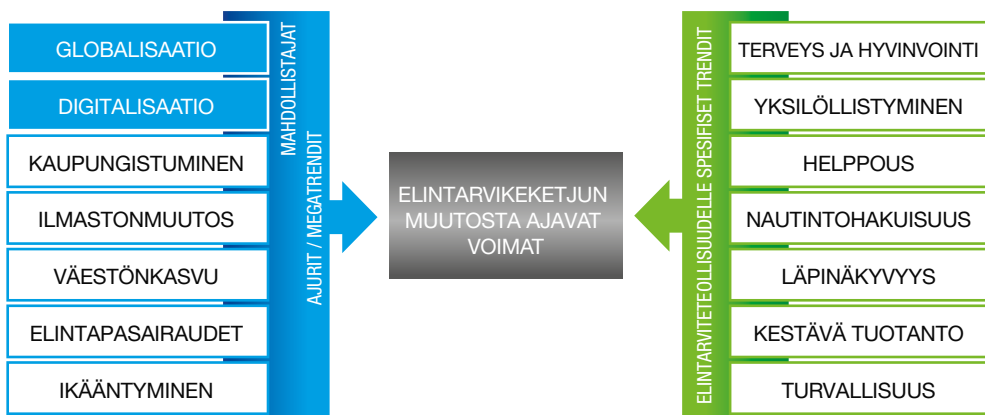 GLOBALISAATIO
DIGITALISAATIO
KAUPUNGISTUMINEN
ILMASTONMUUTOS
VÄESTÖNKASVU
ELINTAPASAIRAUDET
IKÄÄNTYMINEN
MAHDOLLISTAJAT
AJURIT / MEGATRENDIT
ELINTARVIKEKETJUN
MUUTOSTA AJAVAT
VOIMAT
ELINTARVITETEOLLISUUDELLE SPESIFISET TRENDIT
TERVEYS JA HYVINVOINTI
YKSILÖLLISTYMINEN
HELPPOUS
NAUTINTOHAKUISUUS
LÄPINÄKYVYYS
KESTÄVÄ TUOTANTO
TURVALLISUUS